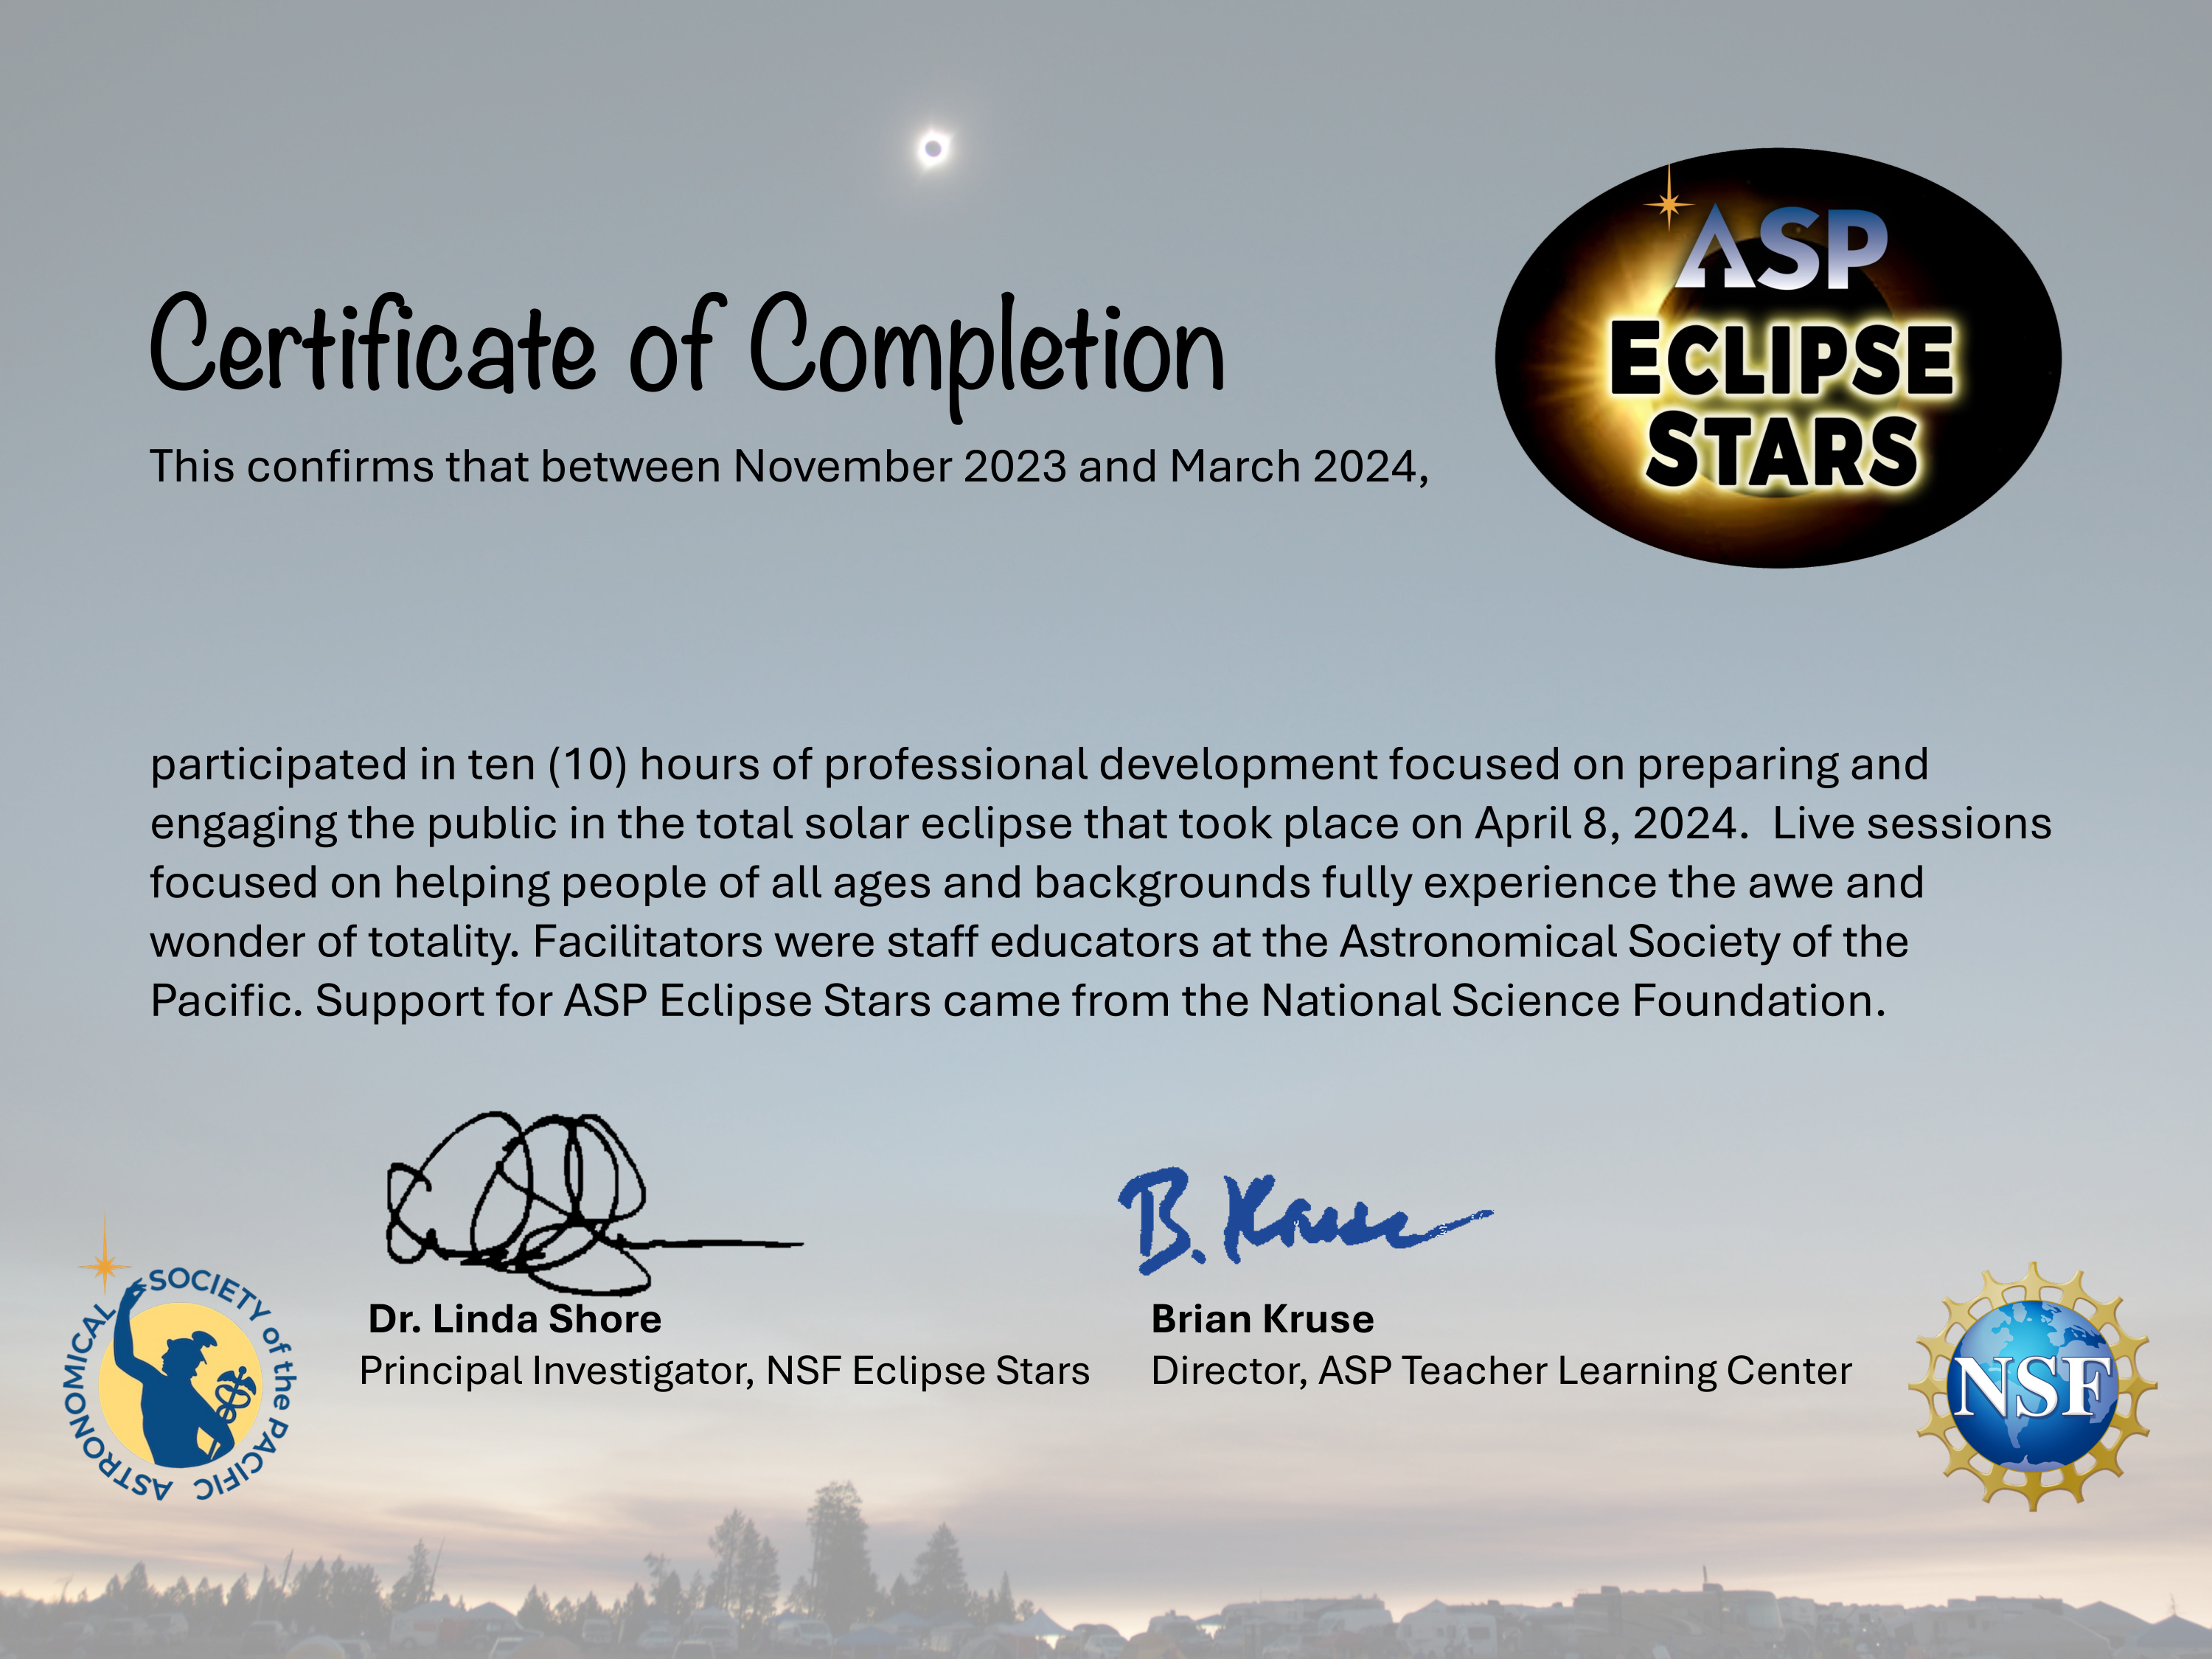 Certificate of Completion
This confirms that between November 2023 and March 2024,
ASP
ECLIPSE
STARS
participated in ten (10) hours of professional development focused on preparing and
engaging the public in the total solar eclipse that took place on April 8, 2024.  Live sessions
focused on helping people of all ages and backgrounds fully experience the awe and
wonder of totality. Facilitators were staff educators at the Astronomical Society of the
Pacific. Support for ASP Eclipse Stars came from the National Science Foundation.
B. Kruse
Dr. Linda Shore
Principal Investigator, NSF Eclipse Stars
Brian Kruse
Director, ASP Teacher Learning Center
ASTRONOMICAL SOCIETY of the PACIFIC
NSF